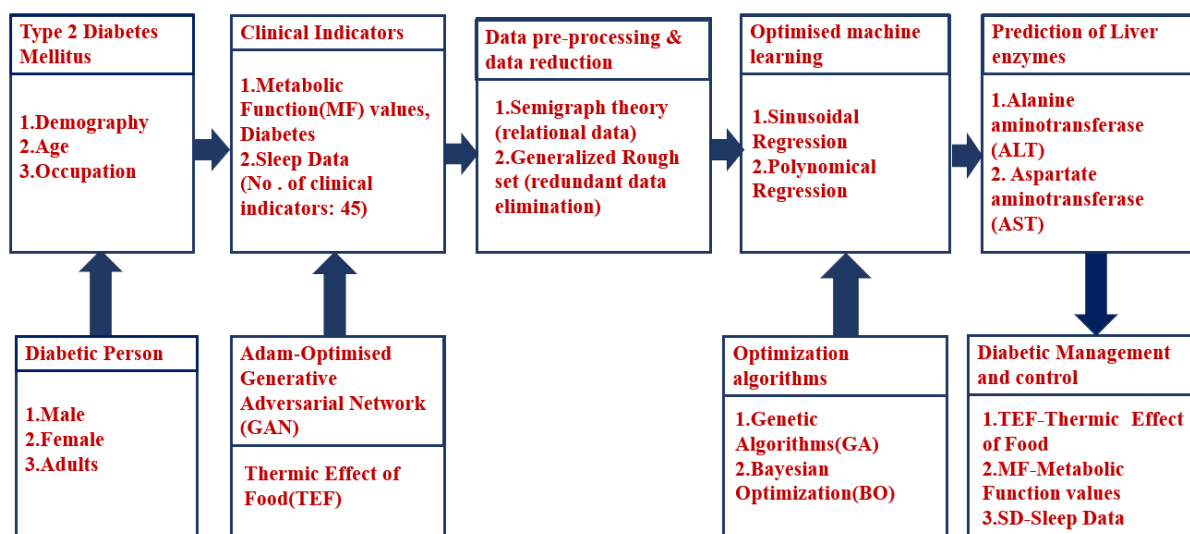 Type 2 Diabetes
Mellitus
1.Demography
2.Age
3.Occupation
Clinical Indicators
1.Metabolic
Function(MF) values,
Diabetes
2.Sleep Data
(No . of clinical
indicators: 45)
Data pre-processing &
data reduction
1.Semigraph theory
(relational data)
2.Generalized Rough
set (redundant data
elimination)
Optimised machine
learning
1.Sinusoidal
Regression
2.Polynomical
Regression
Prediction of Liver
enzymes
1.Alanine
aminotransferase
(ALT)
2. Aspartate
aminotransferase
(AST)
Diabetic Person
1.Male
2.Female
3.Adults
Adam-Optimised
Generative
Adversarial Network
(GAN)
Thermic Effect of
Food(TEF)
Optimization
algorithms
1.Genetic
Algorithms(GA)
2.Bayesian
Optimization(BO)
Diabetic Management
and control
1.TEF-Thermic Effect
of Food
2.MF-Metabolic
Function values
3.SD-Sleep Data